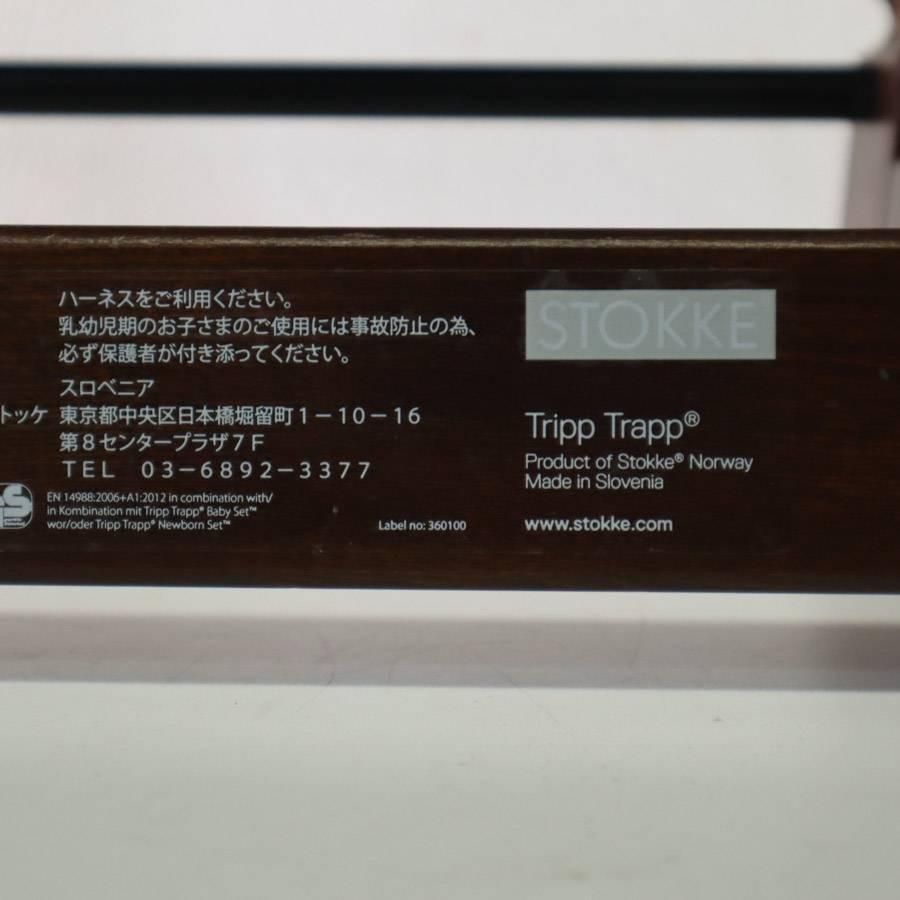 ハーネスをご利用ください。
乳幼児期のお子さまのご使用には事故防止の為、
必ず保護者が付き添ってください。
スロベニア
トッケ 東京都中央区日本橋堀留町1－10－16
第8センタープラザ7F
TEL 03－6892－3377
EN 14988:2006+A1:2012 in combination with/
in Kombination mit Tripp Trapp® Baby Set™
wor/oder Tripp Trapp® Newborn Set™
Label no: 360100
STOKKE
Tripp Trapp®
Product of Stokke® Norway
Made in Slovenia
www.stokke.com